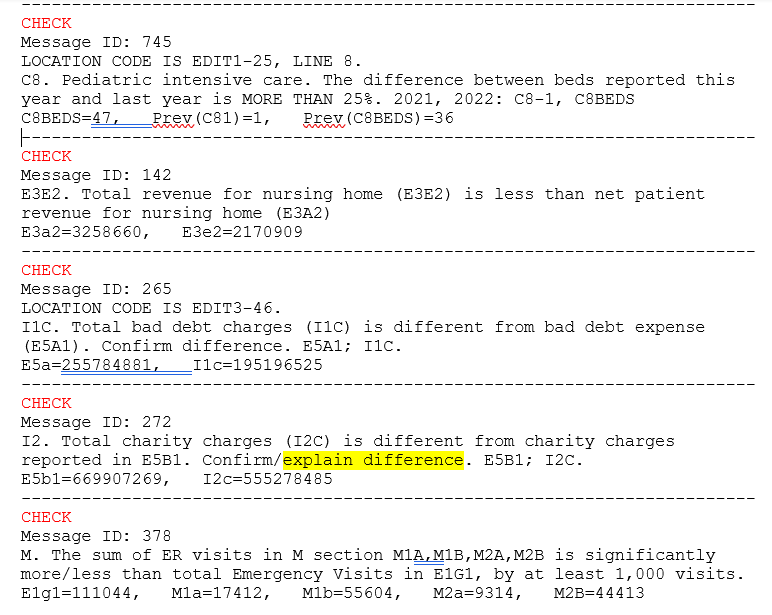 --------------------------------------------------------------------------
CHECK
Message ID: 745
LOCATION CODE IS EDIT1-25, LINE 8.
C8. Pediatric intensive care. The difference between beds reported this
year and last year is MORE THAN 25%. 2021, 2022: C8-1, C8BEDS
C8BEDS=47,   Prev(C81)=1,   Prev(C8BEDS)=36
--------------------------------------------------------------------------
CHECK
Message ID: 142
E3E2. Total revenue for nursing home (E3E2) is less than net patient
revenue for nursing home (E3A2)
E3a2=3258660,   E3e2=2170909
--------------------------------------------------------------------------
CHECK
Message ID: 265
LOCATION CODE IS EDIT3-46.
I1C. Total bad debt charges (I1C) is different from bad debt expense
(E5A1). Confirm difference. E5A1; I1C.
E5a=255784881,   I1c=195196525
--------------------------------------------------------------------------
CHECK
Message ID: 272
I2. Total charity charges (I2C) is different from charity charges
reported in E5B1. Confirm/explain difference. E5B1; I2C.
E5b1=669907269,   I2c=555278485
--------------------------------------------------------------------------
CHECK
Message ID: 378
M. The sum of ER visits in M section M1A,M1B,M2A,M2B is significantly
more/less than total Emergency Visits in E1G1, by at least 1,000 visits.
E1g1=111044,   M1a=17412,   M1b=55604,   M2a=9314,   M2B=44413